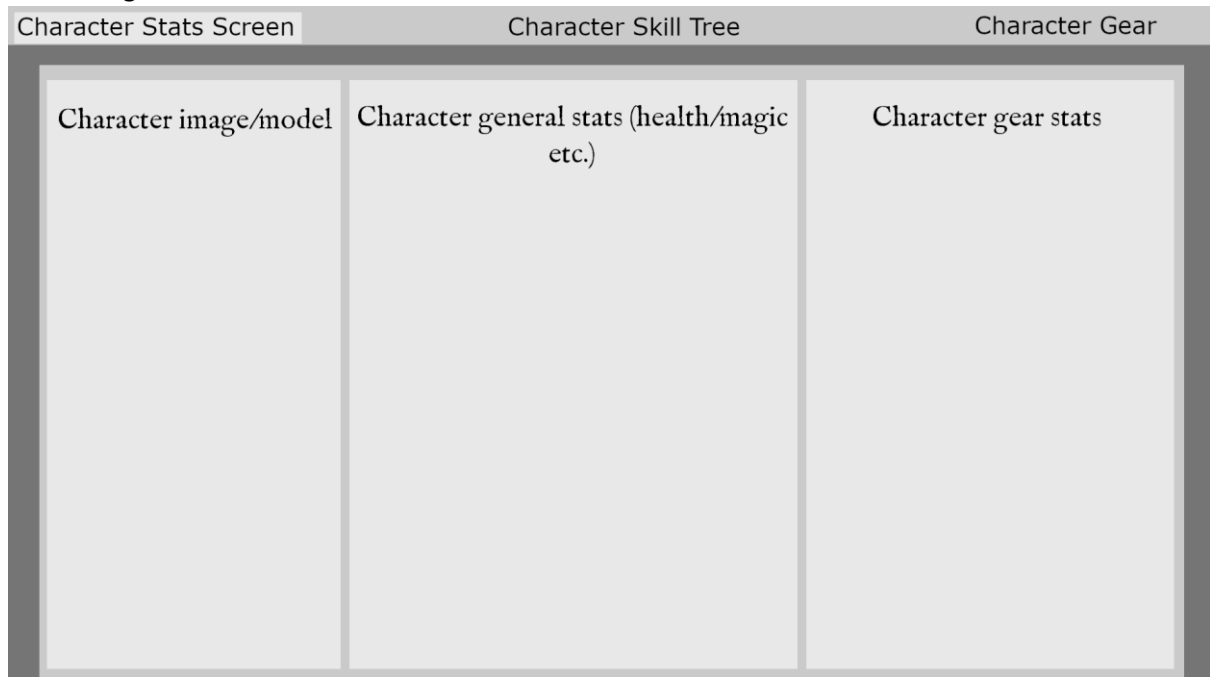 Character Stats Screen Character Skill Tree Character Gear
Character image/model
Character general stats (health/magic
etc.)
Character gear stats